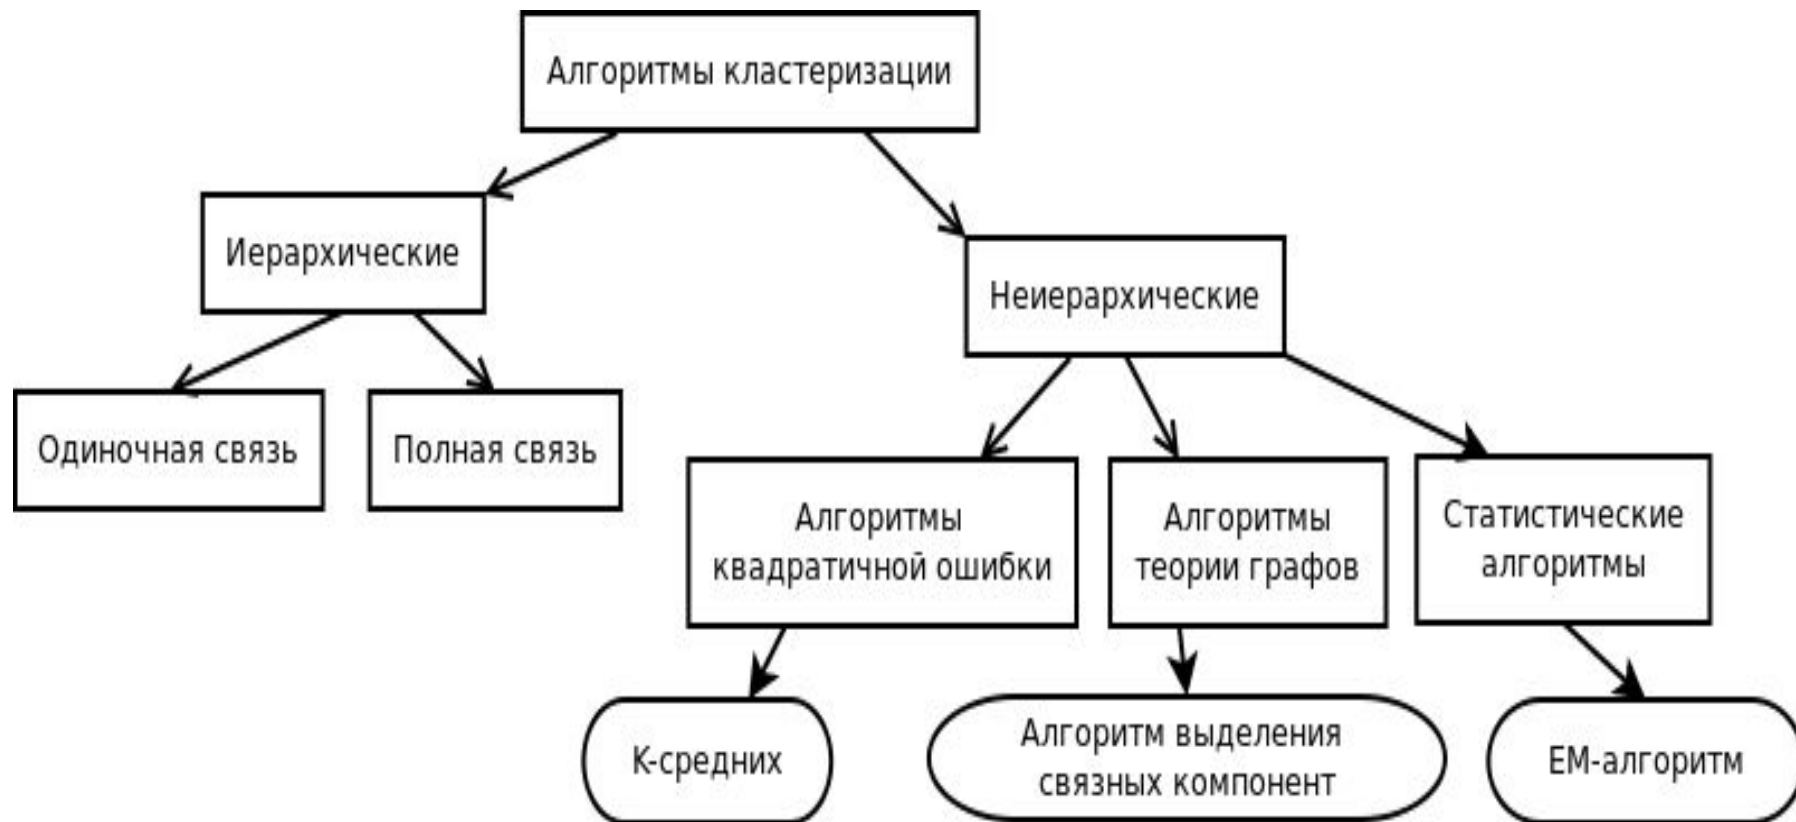 Алгоритмы кластеризации
Иерархические
Неиерархические
Одиночная связь
Полная связь
Алгоритмы
квадратичной ошибки
Алгоритмы
теории графов
Статистические
алгоритмы
К-средних
Алгоритм выделения
связных компонент
ЕМ-алгоритм